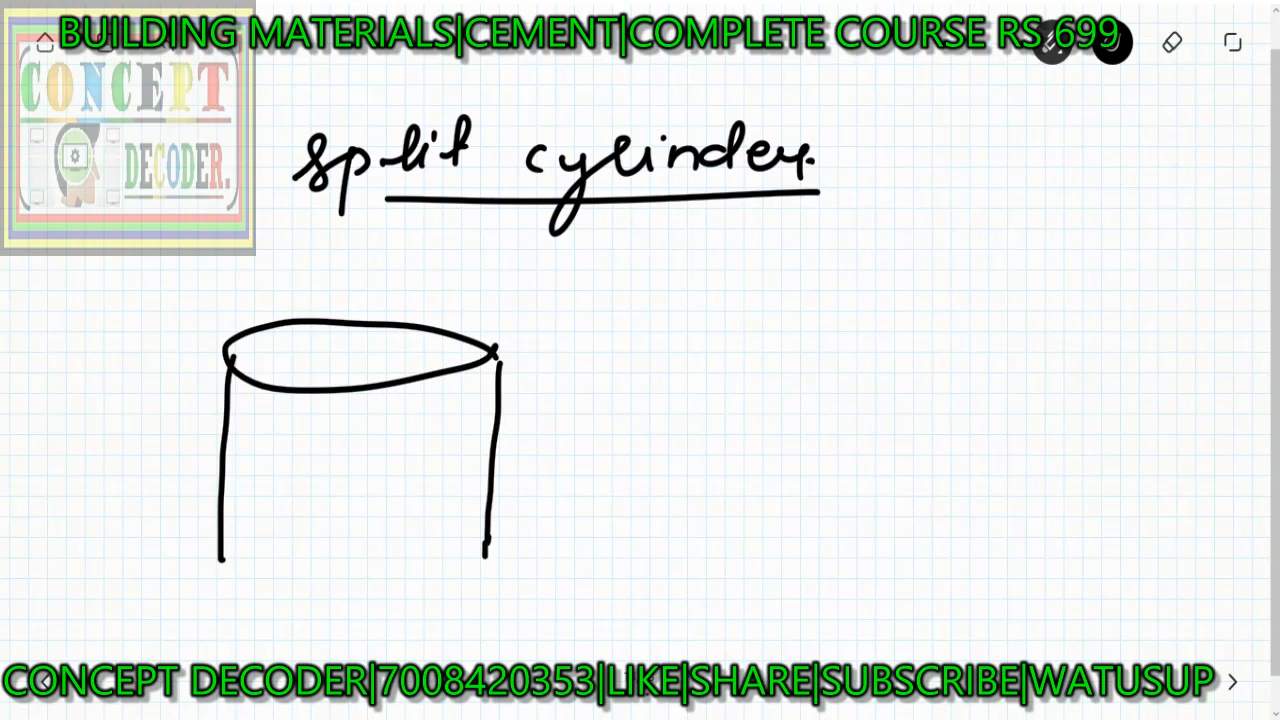 BUILDING MATERIALS|CEMENT|COMPLETE COURSE RS 699
CONCEPT
DECODER.
split cylinder.
CONCEPT DECODER|7008420353|LIKE|SHARE|SUBSCRIBE|WATUSUP